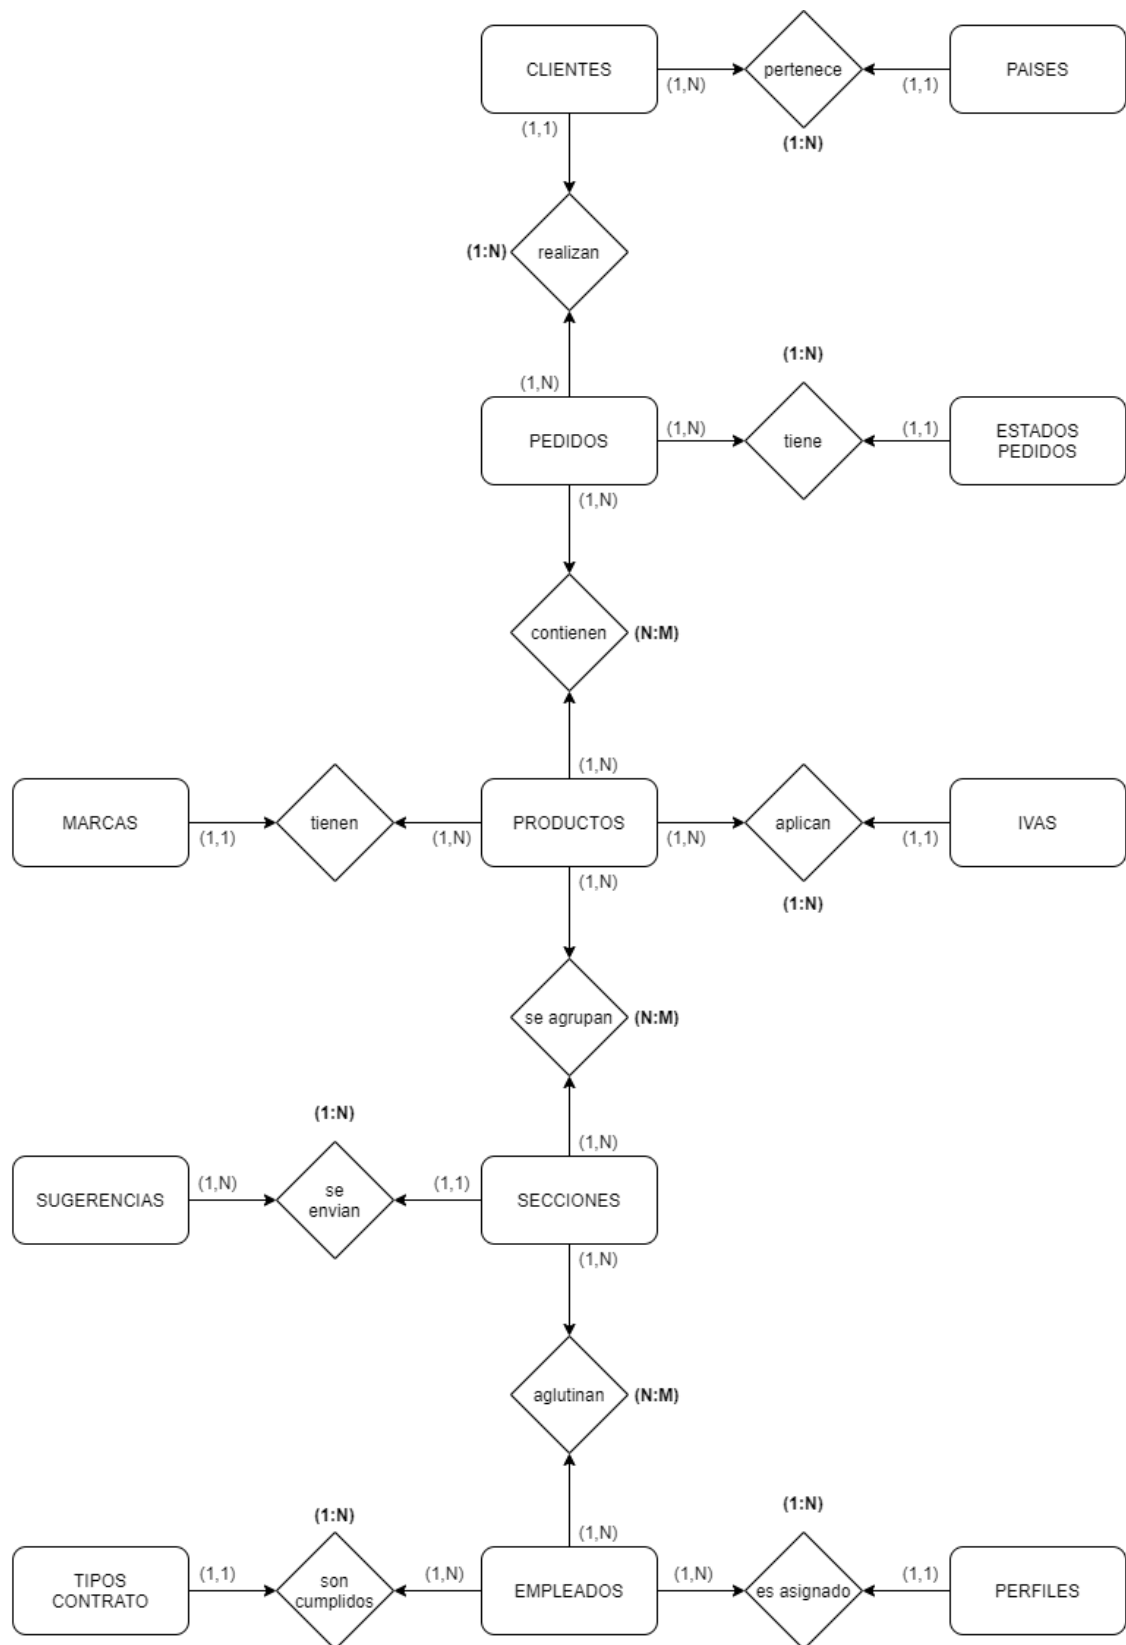 CLIENTES
(1,N)
pertenece
(1,1)
PAISES
(1,1)
(1:N)
(1:N)
realizan
(1,N)
(1:N)
PEDIDOS
(1,N)
tiene
(1,1)
ESTADOS
PEDIDOS
(1,N)
contienen
(N:M)
(1,N)
MARCAS
(1,1)
tienen
(1,N)
PRODUCTOS
(1,N)
aplican
(1,1)
IVAS
(1,N)
(1:N)
se agrupan
(N:M)
(1:N)
(1,N)
SUGERENCIAS
(1,N)
se
envian
(1,1)
SECCIONES
(1,N)
aglutinan
(N:M)
(1:N)
(1,N)
(1:N)
TIPOS
CONTRATO
(1,1)
son
cumplidos
(1,N)
EMPLEADOS
(1,N)
es asignado
(1,1)
PERFILES